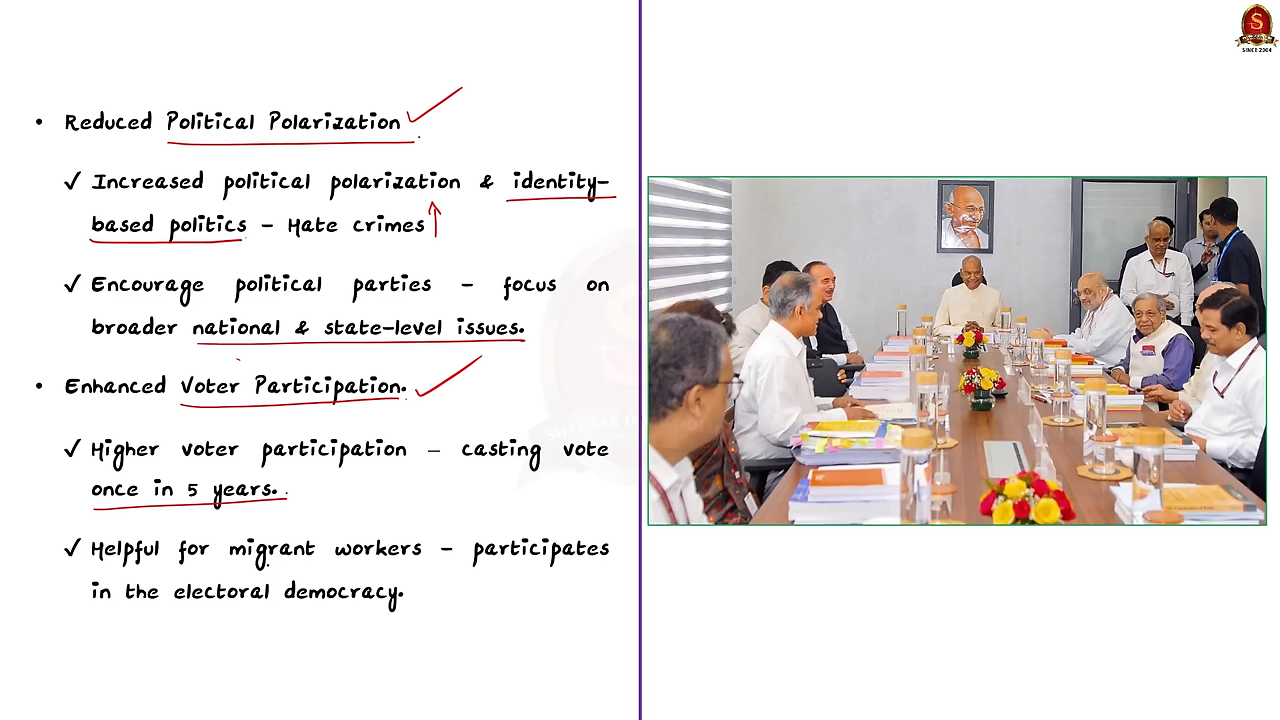 • Reduced Political Polarization
✓ Increased political polarization & identity-
based politics – Hate crimes ↑
✓ Encourage political parties – focus on
broader national & state-level issues.
• Enhanced Voter Participation.
✓ Higher voter participation – casting vote
once in 5 years.
✓ Helpful for migrant workers – participates
in the electoral democracy.
S
SINCE 2004